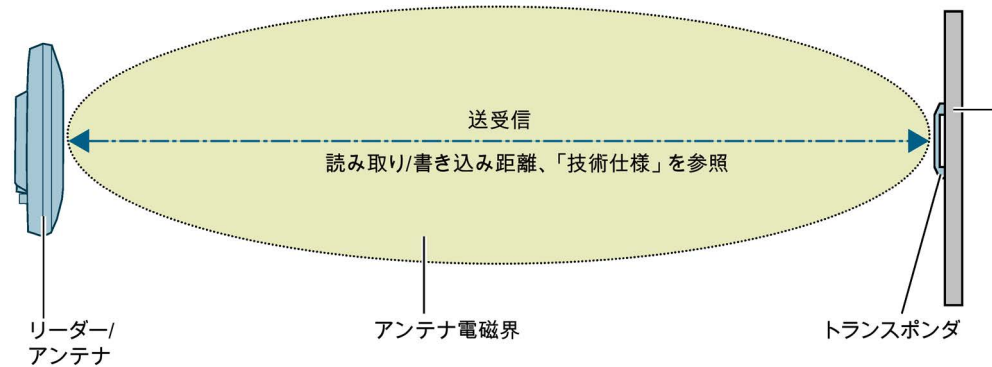 送受信
読み取り/書き込み距離、「技術仕様」を参照
リーダー/
アンテナ
アンテナ電磁界
トランスポンダ